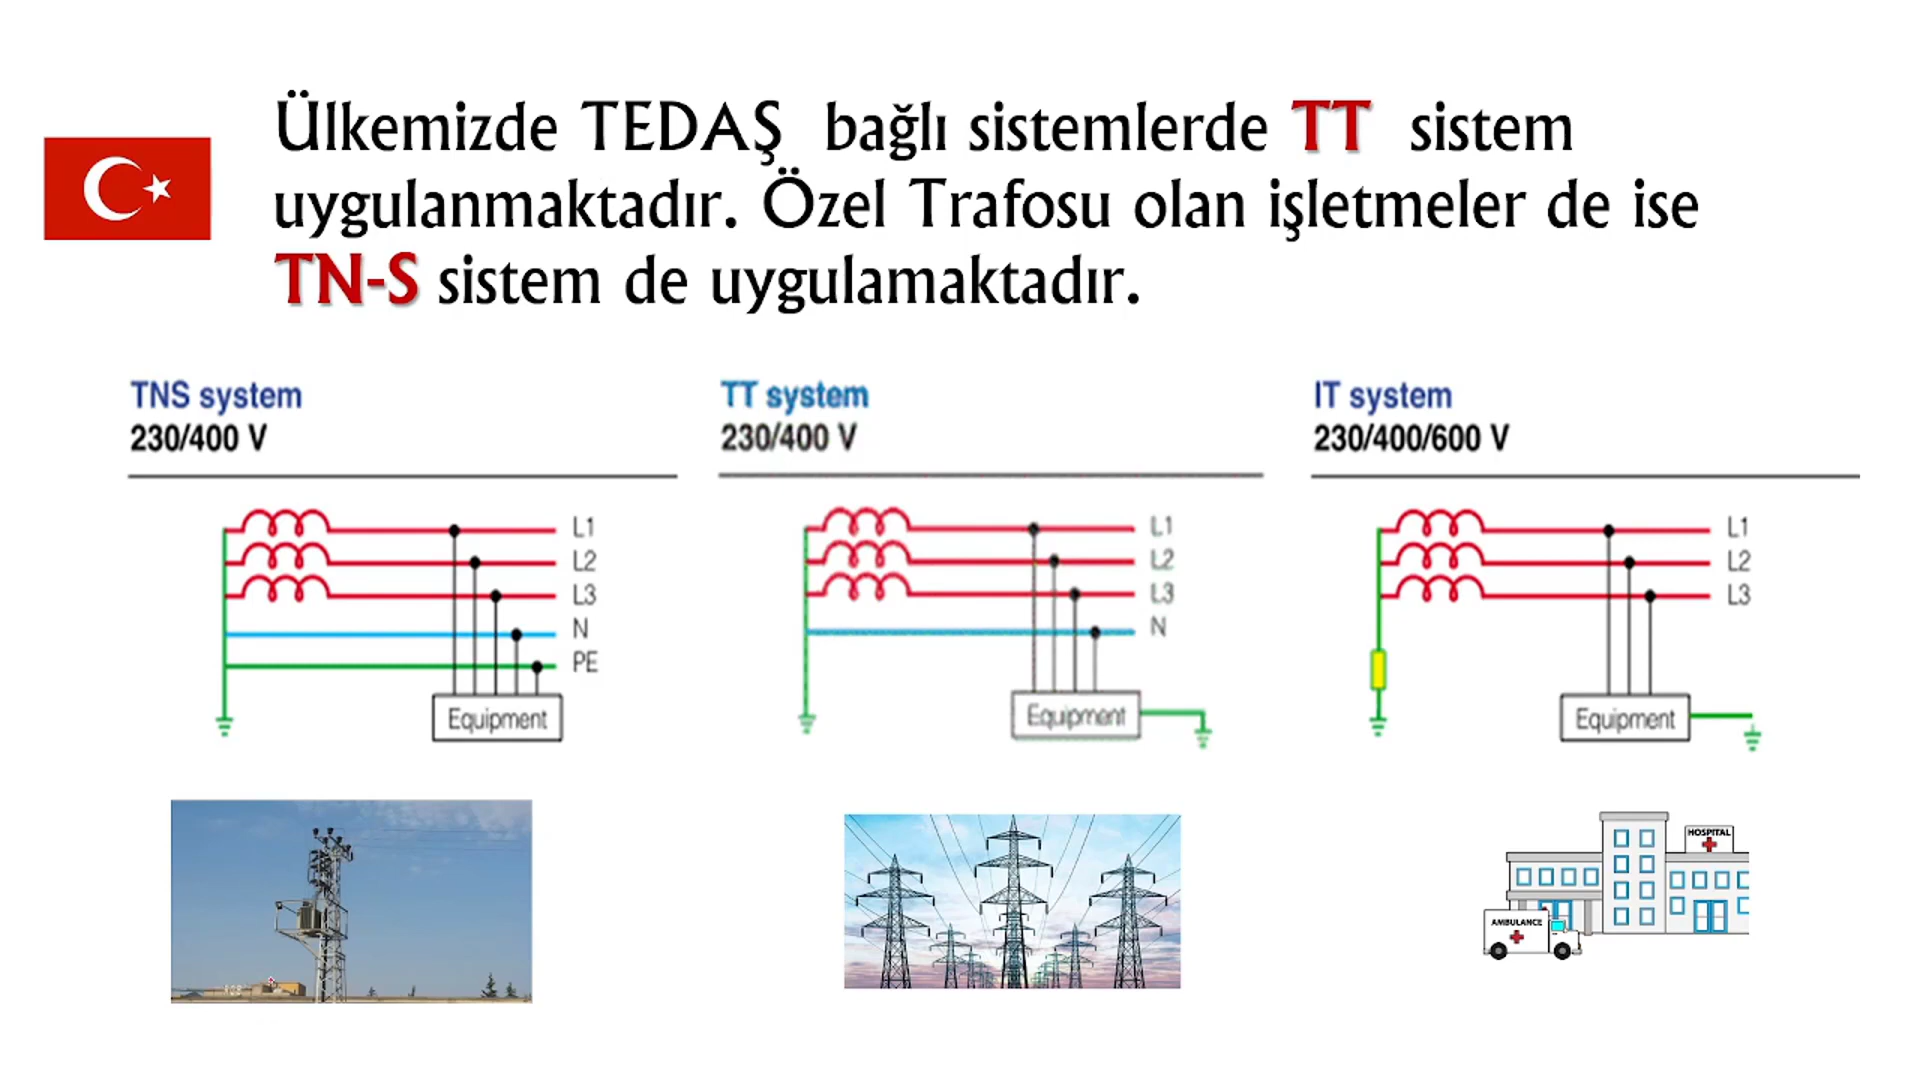 Ülkemizde TEDAŞ bağlı sistemlerde TT sistem
uygulanmaktadır. Özel Trafosu olan işletmeler de ise
TN-S sistem de uygulamaktadır.
TNS system
230/400 V
L1
L2
L3
N
PE
Equipment
TT system
230/400 V
L1
L2
L3
N
Equipment
IT system
230/400/600 V
L1
L2
L3
Equipment
HOSPITAL
AMBULANCE